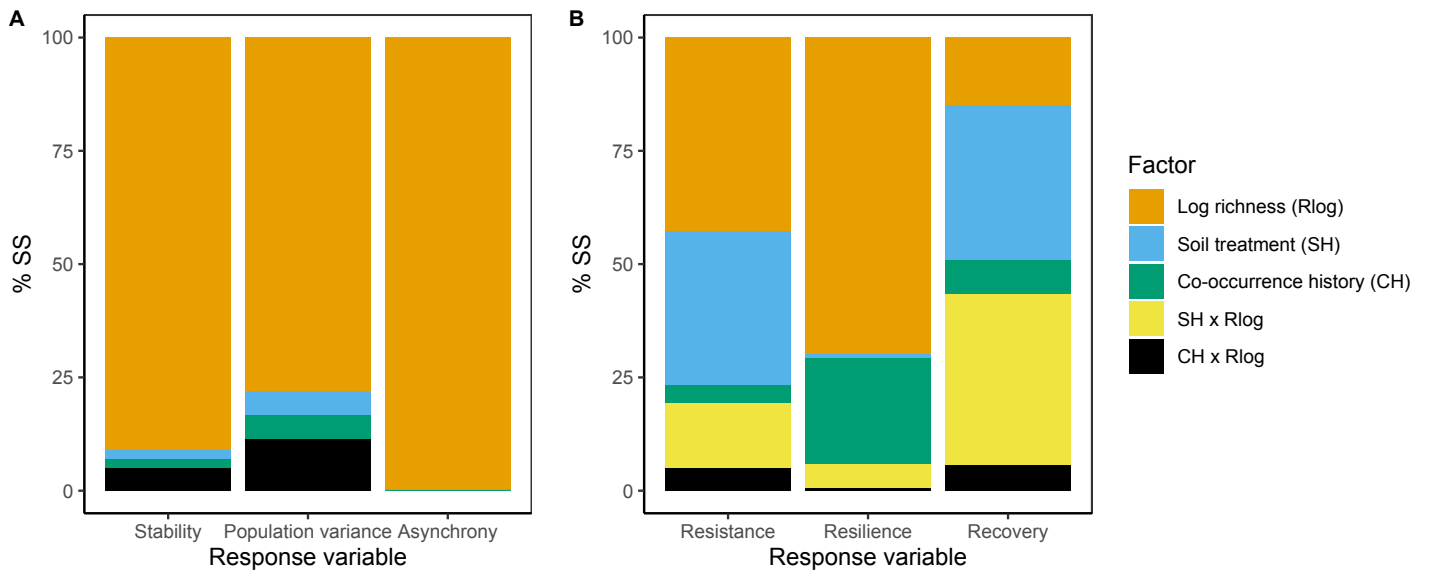 A
% SS
100
75
50
25
0
Stability Population variance Asynchrony
Response variable
B
% SS
100
75
50
25
0
Resistance Resilience Recovery
Response variable
Factor
Log richness (Rlog)
Soil treatment (SH)
Co-occurrence history (CH)
SH x Rlog
CH x Rlog